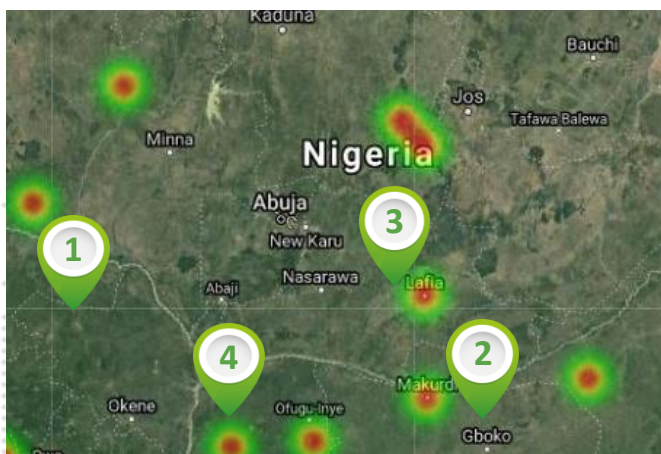 Kaduna
Bauchi
Jos
Tafawa Balewa
Minna
Nigeria
Abuja
3
1
New Karu
Nasarawa
Lafia
Abaji
4
2
Makurdi
Okene
Ofugu-Inye
Gboko